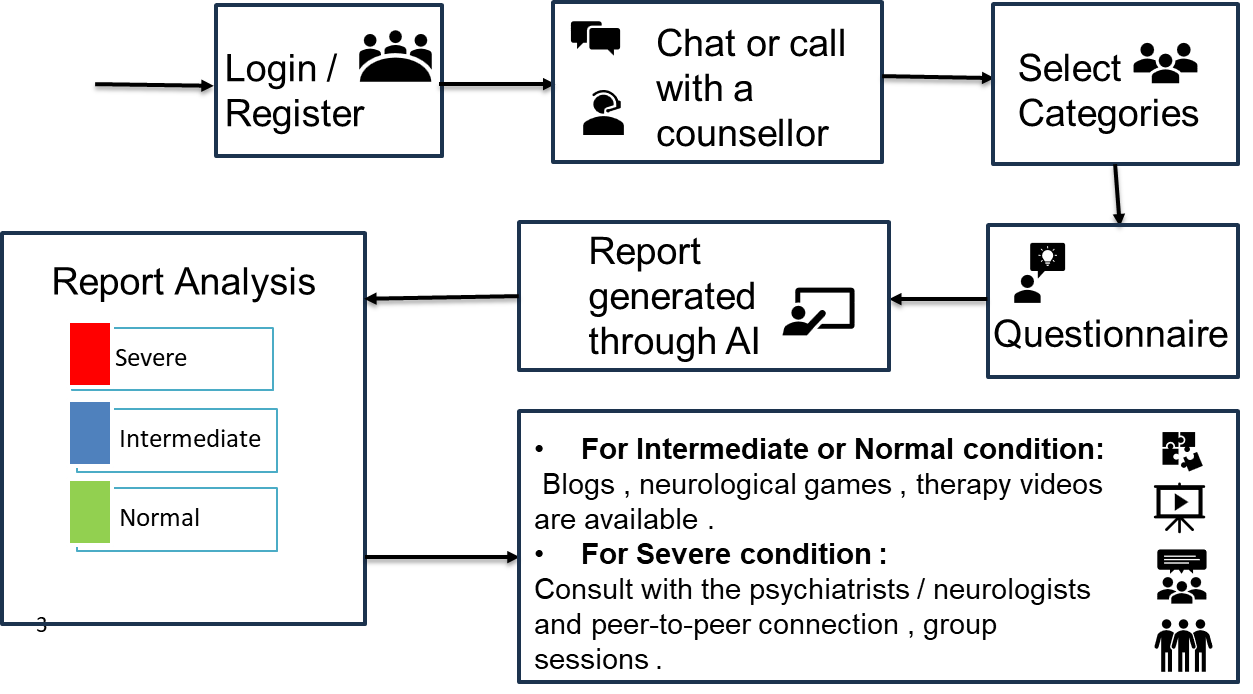 Login /
Register
Chat or call
with a
counsellor
Select
Categories
Questionnaire
Report
generated
through AI
Report Analysis
Severe
Intermediate
Normal
3
• For Intermediate or Normal condition:
Blogs , neurological games , therapy videos
are available .
• For Severe condition :
Consult with the psychiatrists / neurologists
and peer-to-peer connection , group
sessions .